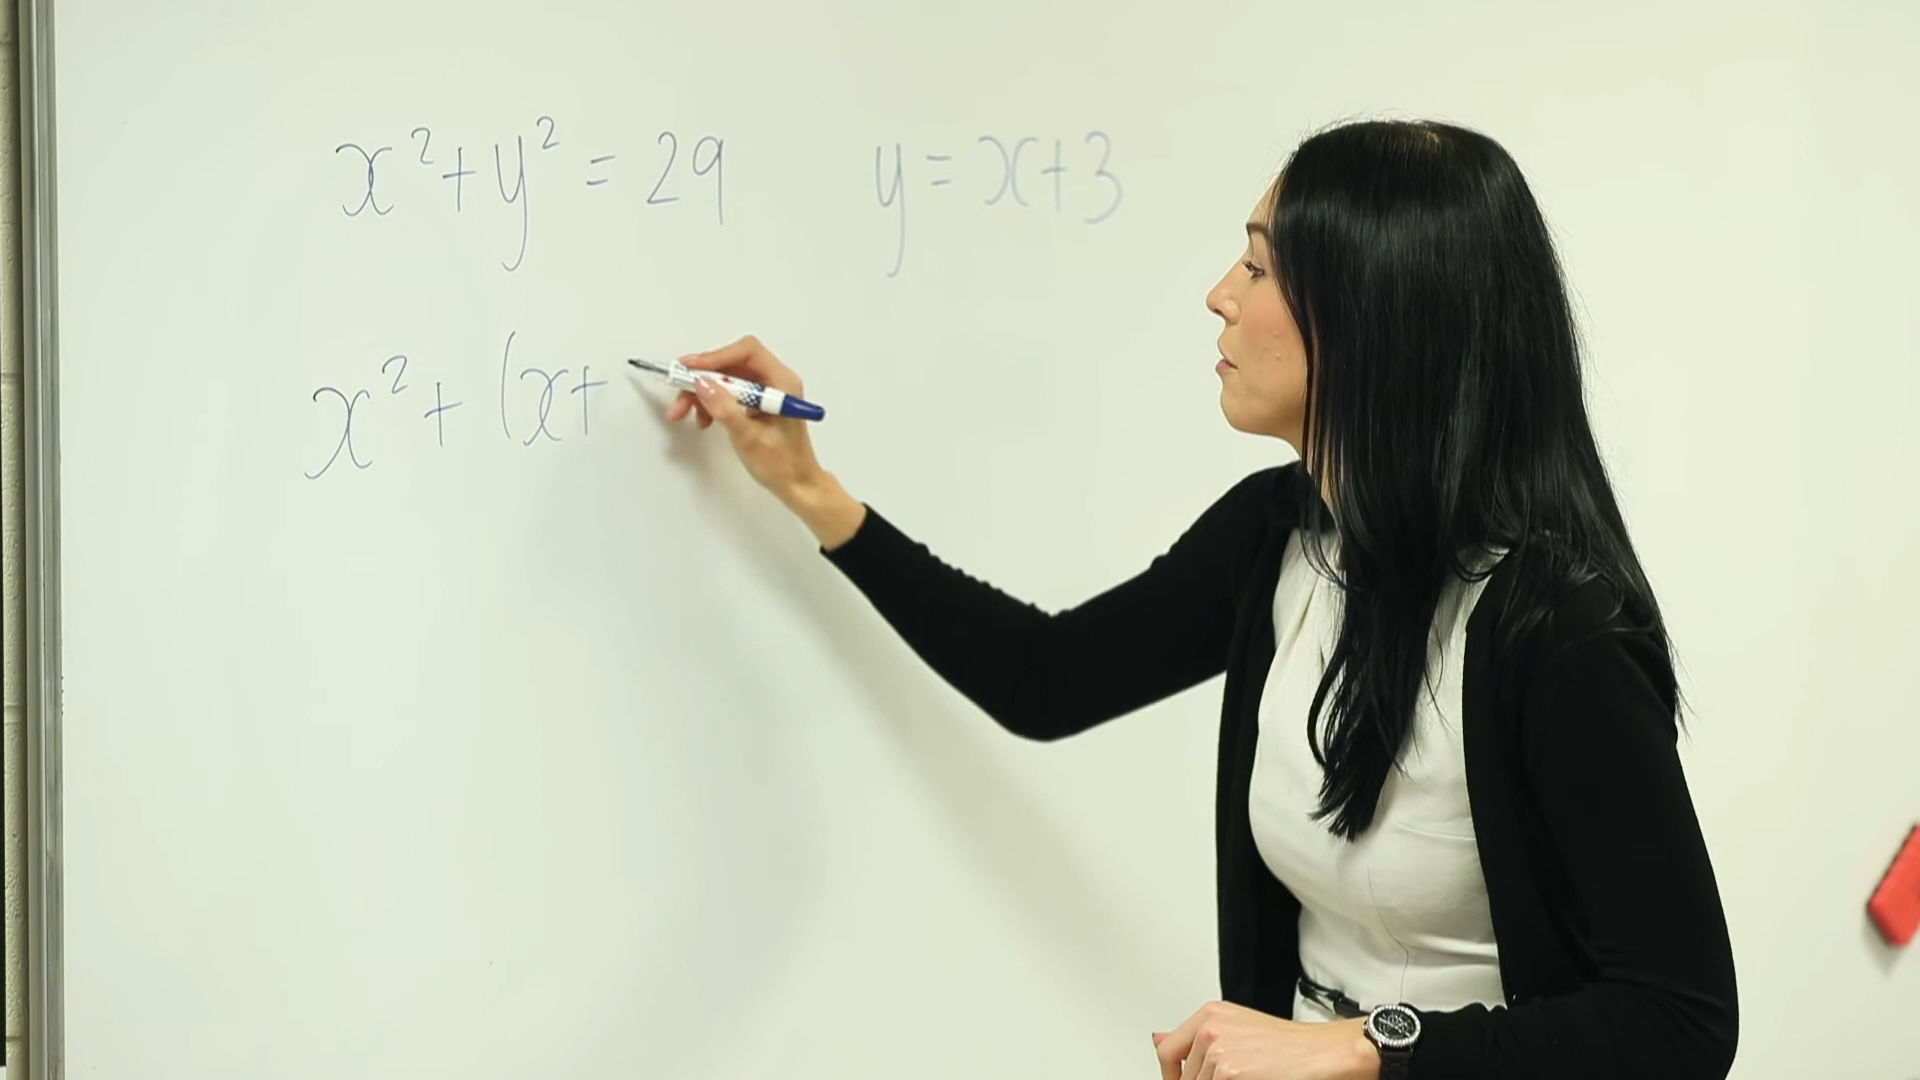 x²+y² = 29 y = x+3
x²+ (x+